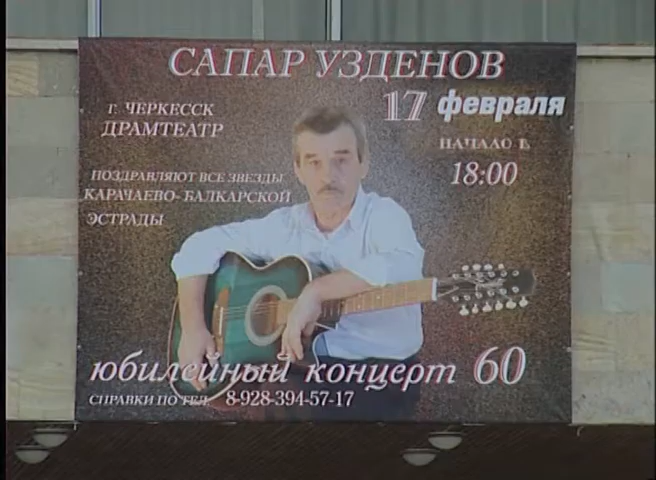 САПАР УЗДЕНОВ
17 февраля
г. ЧЕРКЕССК
ДРАМТЕАТР
НАЧАЛО В
18:00
ПОЗДРАВЛЯЮТ ВСЕ ЗВЕЗДЫ
КАРАЧАЕВО-БАЛКАРСКОЙ
ЭСТРАДЫ
юбилейный концерт 60
СПРАВКИ ПО ТЕЛ. 8-928-394-57-17